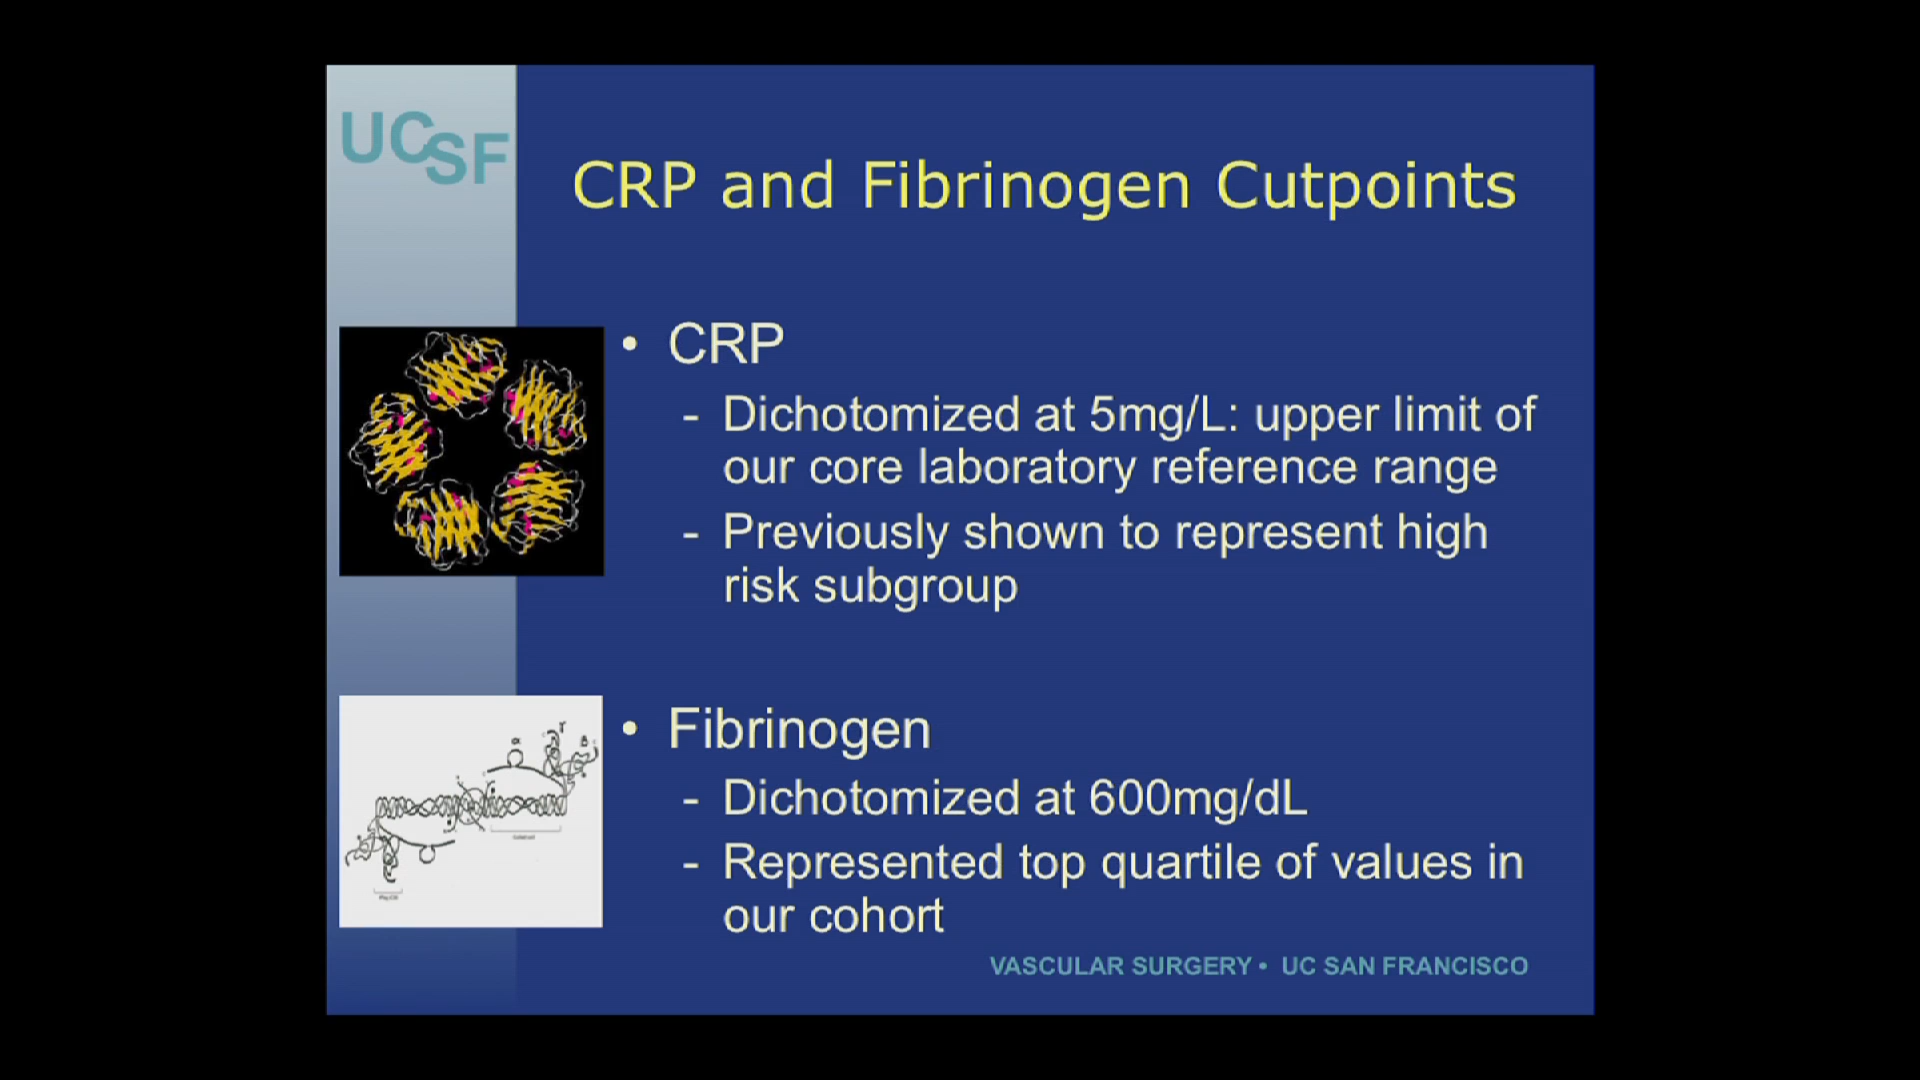 UCSF
CRP and Fibrinogen Cutpoints
• CRP
- Dichotomized at 5mg/L: upper limit of
our core laboratory reference range
- Previously shown to represent high
risk subgroup
• Fibrinogen
- Dichotomized at 600mg/dL
- Represented top quartile of values in
our cohort
VASCULAR SURGERY • UC SAN FRANCISCO